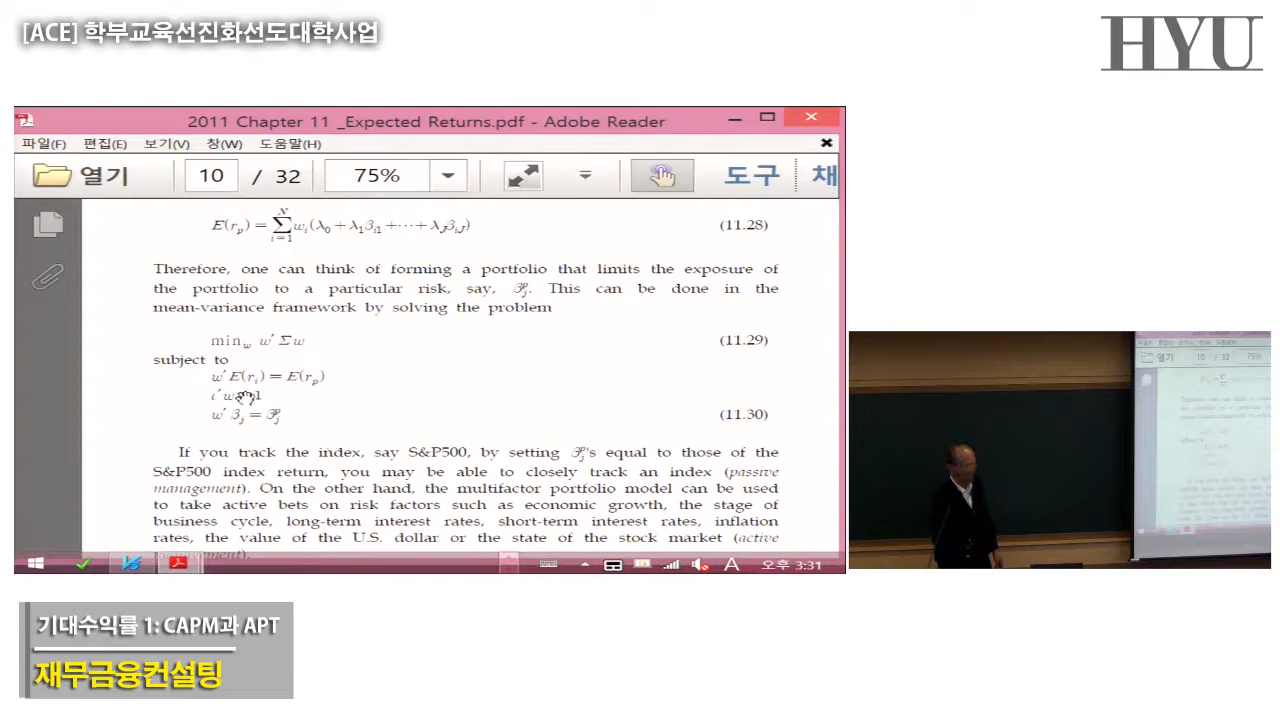 [ACE] 학부교육선진화선도대학사업
HYU
2011 Chapter 11 _Expected Returns.pdf - Adobe Reader
파일(F) 편집(E) 보기(V) 창(W) 도움말(H)
열기 10 / 32 75% 도구 채
E(r_p) = ∑_{i=1}^{N} w_i(λ_0 + λ_1β_{i1} + ··· + λ_Jβ_{iJ}) (11.28)
Therefore, one can think of forming a portfolio that limits the exposure of
the portfolio to a particular risk, say, β_j^p. This can be done in the
mean-variance framework by solving the problem
min_w w′Σw (11.29)
subject to
w′E(r_i) = E(r_p)
ι′w 1
w′β_j = β_j^p (11.30)
If you track the index, say S&P500, by setting β_j^p's equal to those of the
S&P500 index return, you may be able to closely track an index (passive
management). On the other hand, the multifactor portfolio model can be used
to take active bets on risk factors such as economic growth, the stage of
business cycle, long-term interest rates, short-term interest rates, inflation
rates, the value of the U.S. dollar or the state of the stock market (active
A 오후 3:31
열기 10 / 32 75%
기대수익률 1: CAPM과 APT
재무금융컨설팅